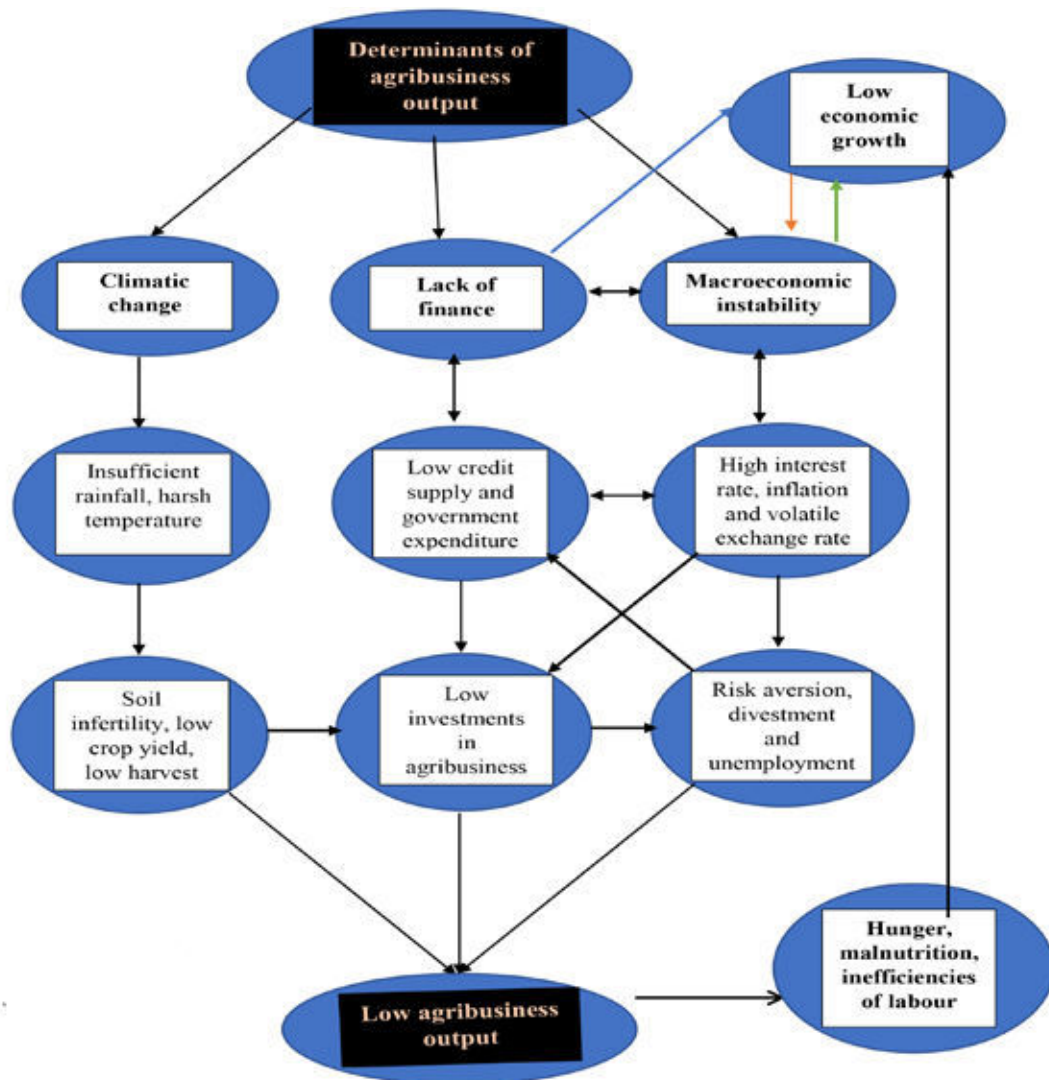 Determinants of
agribusiness
output
Low
economic
growth
Climatic
change
Lack of
finance
Macroeconomic
instability
Insufficient
rainfall, harsh
temperature
Low credit
supply and
government
expenditure
High interest
rate, inflation
and volatile
exchange rate
Soil
infertility, low
crop yield,
low harvest
Low
investments
in
agribusiness
Risk aversion,
divestment
and
unemployment
Hunger,
malnutrition,
inefficiencies
of labour
Low agribusiness
output